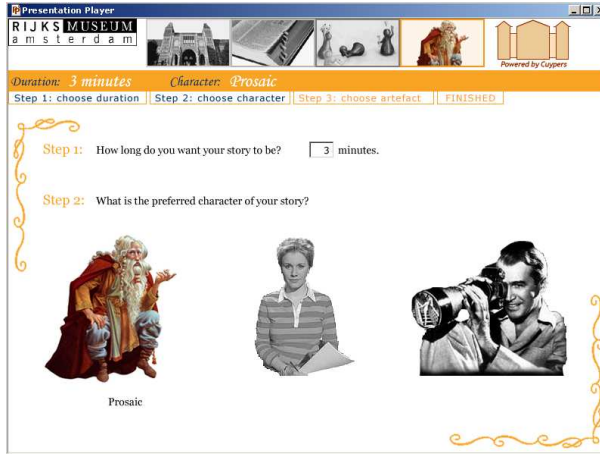 Presentation Player
RIJKS MUSEUM
amsterdam
Powered by Cuypers
Duration: 3 minutes Character: Prosaic
Step 1: choose duration Step 2: choose character Step 3: choose artefact FINISHED
Step 1: How long do you want your story to be? 3 minutes.
Step 2: What is the preferred character of your story?
Prosaic